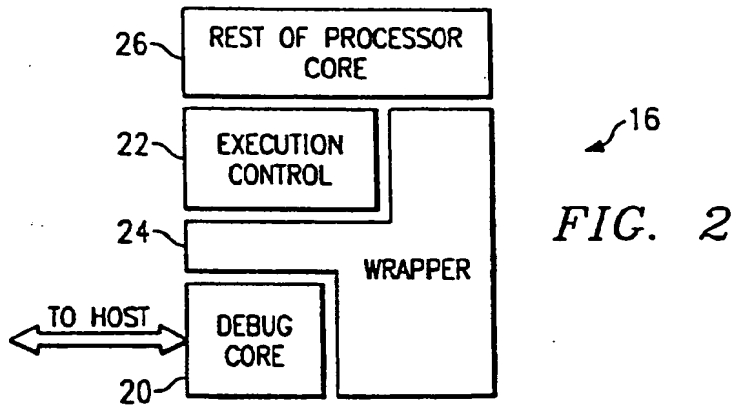 26
REST OF PROCESSOR
CORE
22
EXECUTION
CONTROL
16
FIG. 2
24
WRAPPER
TO HOST
DEBUG
CORE
20